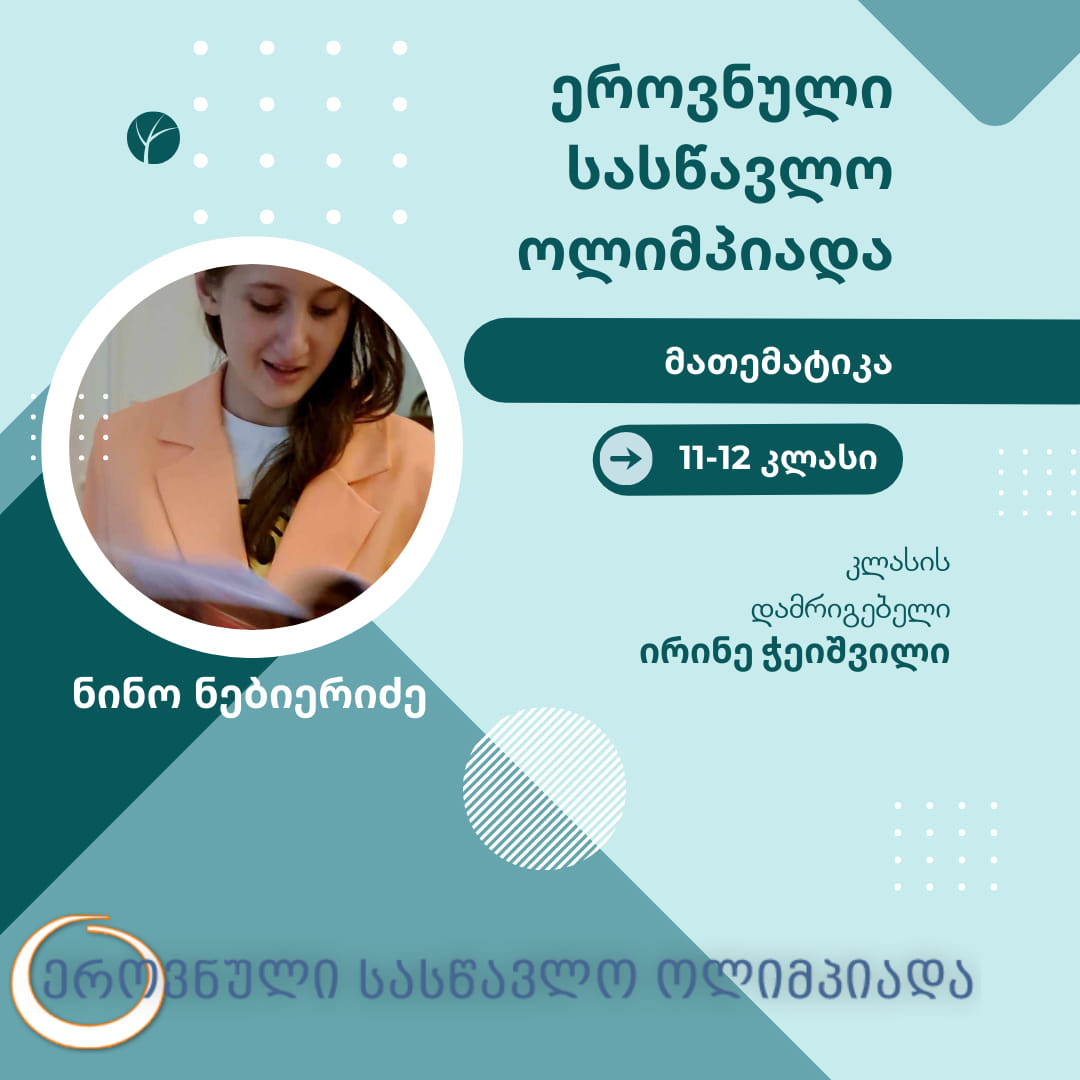 ეროვნული
სასწავლო
ოლიმპიადა
მათემატიკა
11-12 კლასი
კლასის
დამრიგებელი
ირინე ჭეიშვილი
ნინო ნებიერიძე
ეროვნული სასწავლო ოლიმპიადა